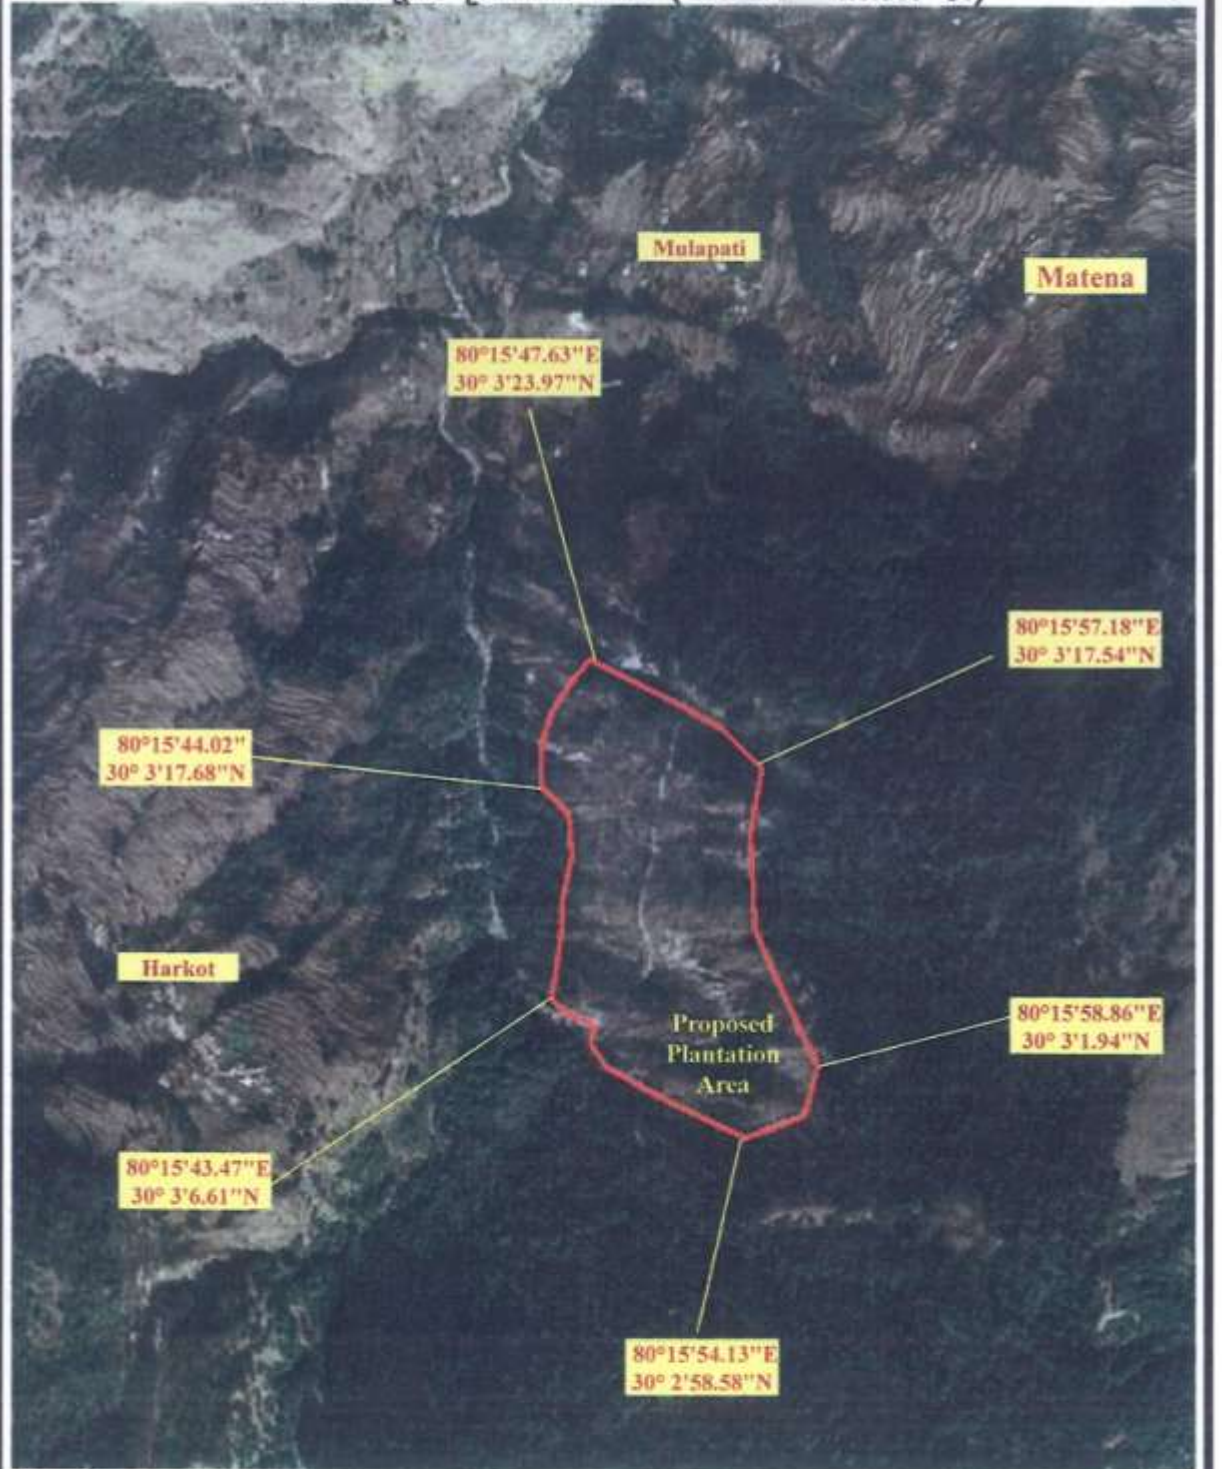 Mulapati
Matena
80°15'47.63"E
30° 3'23.97"N
80°15'57.18"E
30° 3'17.54"N
80°15'44.02"
30° 3'17.68"N
Harkot
Proposed
Plantation
Area
80°15'58.86"E
30° 3'1.94"N
80°15'43.47"E
30° 3'6.61"N
80°15'54.13"E
30° 2'58.58"N